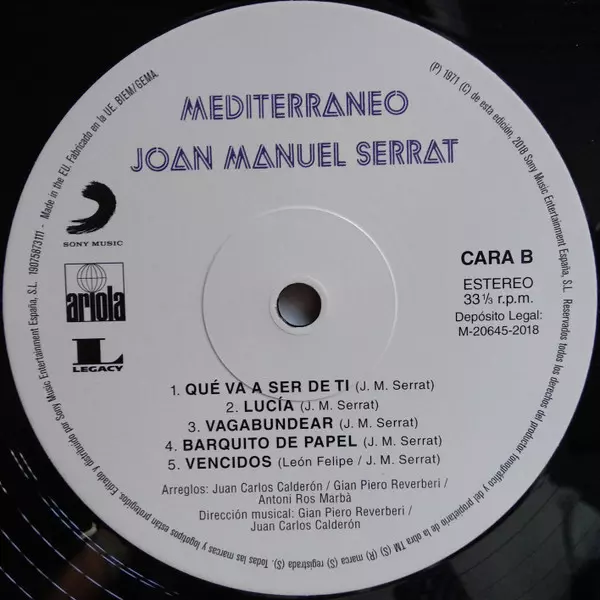 MEDITERRANEO
JOAN MANUEL SERRAT
SONY MUSIC
ariola
L
LEGACY
CARA B
ESTEREO
33 1/3 r.p.m.
Depósito Legal:
M-20645-2018
1. QUÉ VA A SER DE TI (J. M. Serrat)
2. LUCÍA (J. M. Serrat)
3. VAGABUNDEAR (J. M. Serrat)
4. BARQUITO DE PAPEL (J. M. Serrat)
5. VENCIDOS (León Felipe / J. M. Serrat)
Arreglos: Juan Carlos Calderón / Gian Piero Reverberi /
Antoni Ros Marbà
Dirección musical: Gian Piero Reverberi /
Juan Carlos Calderón
(P) 1971 (C) de esta edición, 2018 Sony Music Entertainment España, S.L. Reservados todos los derechos del productor fonográfico y del propietario de la obra TM (S) (R) marca (S) registrada (S). Todas las marcas y logotipos están protegidos. Editado y distribuido por Sony Music Entertainment España, S.L. 19075873111 - Made in the EU. Fabricado en la UE. BIEM/GEMA.